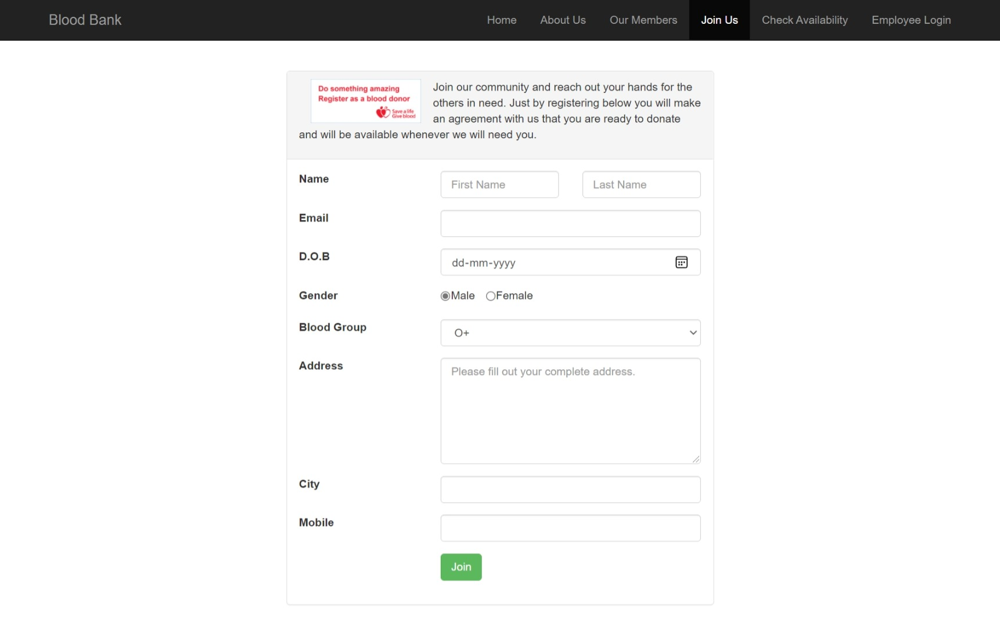 Blood Bank
Home
About Us
Our Members
Join Us
Check Availability
Employee Login
Do something amazing
Register as a blood donor
Save a life
Give blood
Join our community and reach out your hands for the
others in need. Just by registering below you will make
an agreement with us that you are ready to donate
and will be available whenever we will need you.
Name
First Name
Last Name
Email
D.O.B
dd-mm-yyyy
Gender
Male
Female
Blood Group
O+
Address
Please fill out your complete address.
City
Mobile
Join